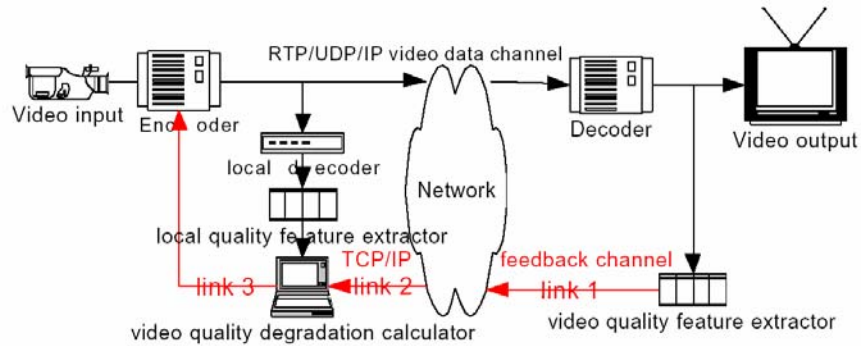 RTP/UDP/IP video data channel
Video input
Encoder
Decoder
Video output
local decoder
Network
local quality feature extractor
TCP/IP
feedback channel
link 3
link 2
link 1
video quality degradation calculator
video quality feature extractor